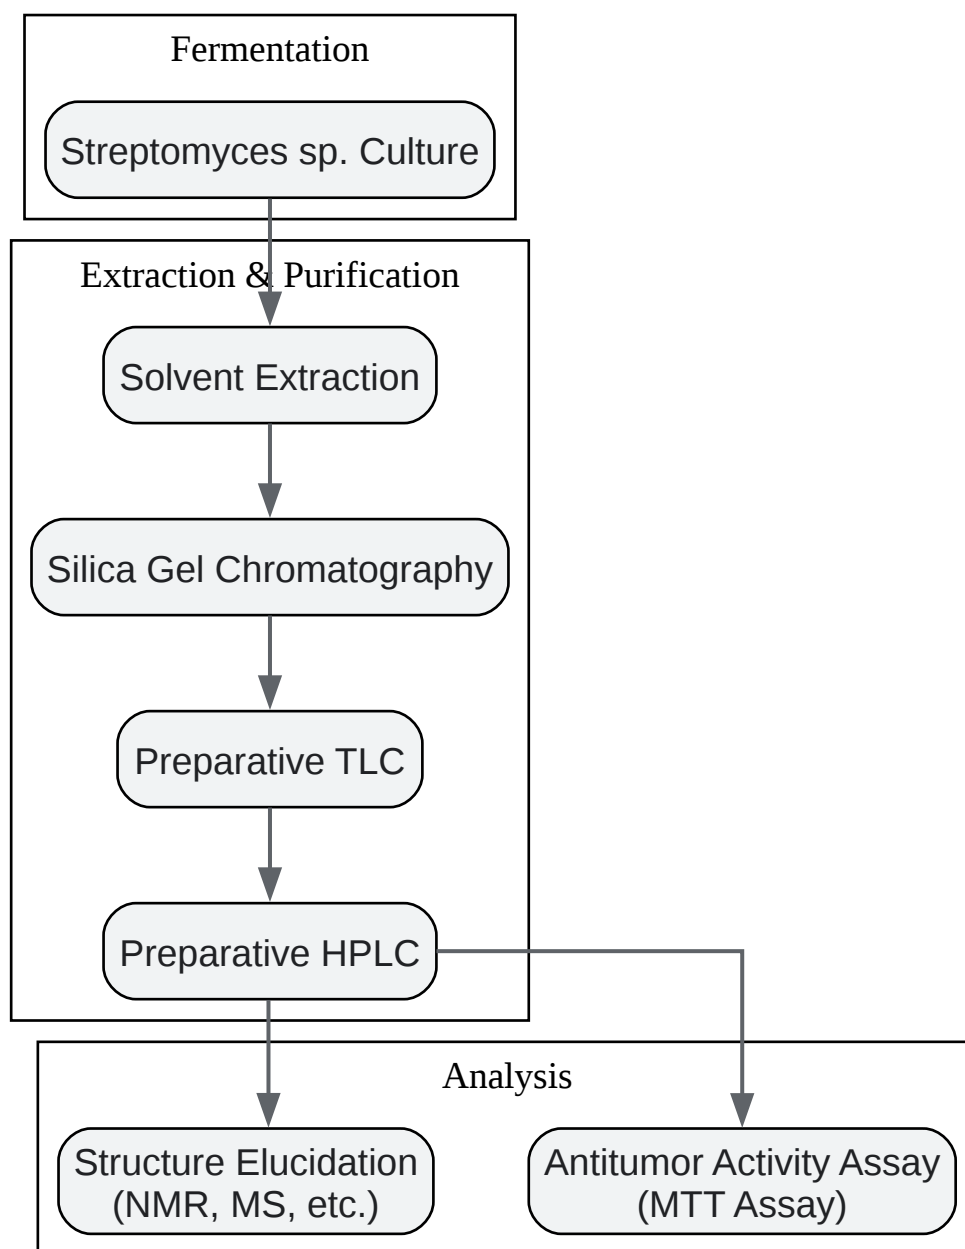 Fermentation
Streptomyces sp. Culture
Extraction & Purification
Solvent Extraction
Silica Gel Chromatography
Preparative TLC
Preparative HPLC
Analysis
Structure Elucidation
(NMR, MS, etc.)
Antitumor Activity Assay
(MTT Assay)